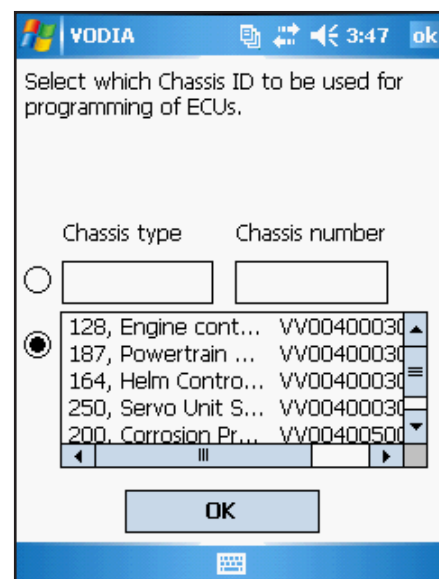 VODIA 3:47 ok
Select which Chassis ID to be used for
programming of ECUs.
Chassis type Chassis number
128, Engine cont... VV00400030
187, Powertrain ... VV00400030
164, Helm Contro... VV00400030
250, Servo Unit S... VV00400030
200, Corrosion Pr... VV00400500
OK